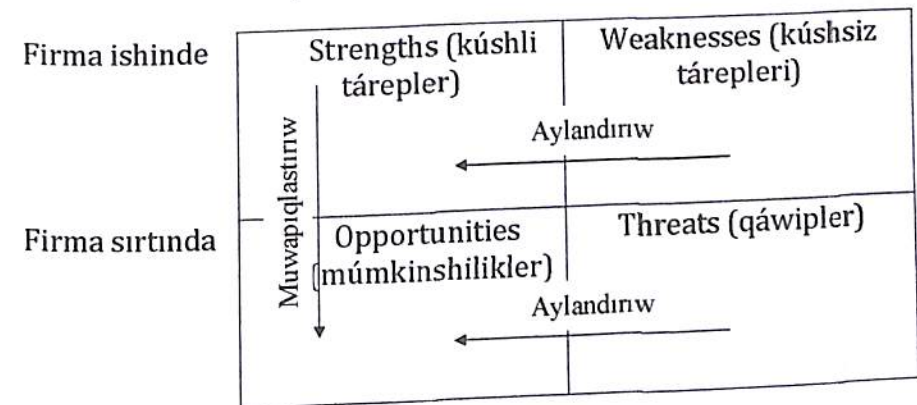 Firma ishinde
Strengths (kúshli
tárepler)
Weaknesses (kúshsiz
tárepleri)
Aylandırıw
Muwapıqlastırıw
Firma sırtında
Opportunities
(múmkinshilikler)
Threats (qáwipler)
Aylandırıw